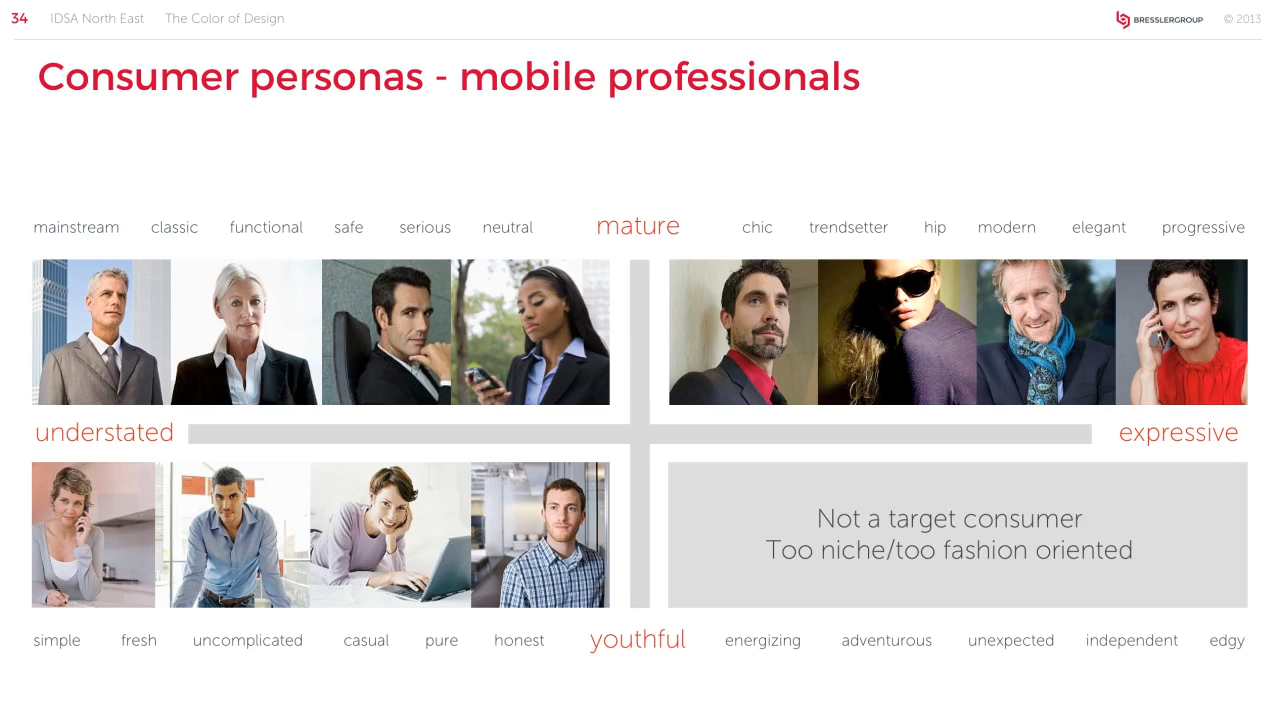 34 IDSA North East The Color of Design BRESSLERGROUP © 2013
Consumer personas - mobile professionals
mainstream classic functional safe serious neutral mature chic trendsetter hip modern elegant progressive
understated expressive
Not a target consumer
Too niche/too fashion oriented
simple fresh uncomplicated casual pure honest youthful energizing adventurous unexpected independent edgy